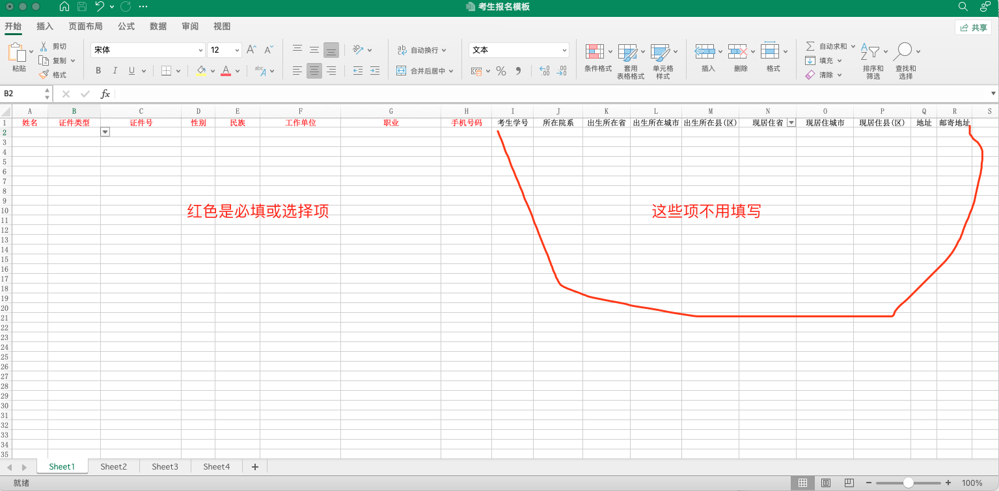 考生报名模板
开始 插入 页面布局 公式 数据 审阅 视图 共享
粘贴 剪切 复制 格式
宋体 12 A^ Aˇ
B I U A abc A
ab 自动换行
合并后居中
文本
% .00 .00
条件格式 套用 表格格式 单元格 样式 插入 删除 格式
自动求和 填充 清除 排序和 筛选 查找和 选择
B2 fx
A B C D E F G H I J K L M N O P Q R S
1 姓名 证件类型 证件号 性别 民族 工作单位 职业 手机号码 考生学号 所在院系 出生所在省 出生所在城市 出生所在县(区) 现居住省 现居住城市 现居住县(区) 地址 邮寄地址
2
3
4
5
6
7
8
9
10 红色是必填或选择项 这些项不用填写
11
12
13
14
15
16
17
18
19
20
21
22
23
24
25
26
27
28
29
30
31
32
33
34
35
Sheet1 Sheet2 Sheet3 Sheet4 +
就绪 100%